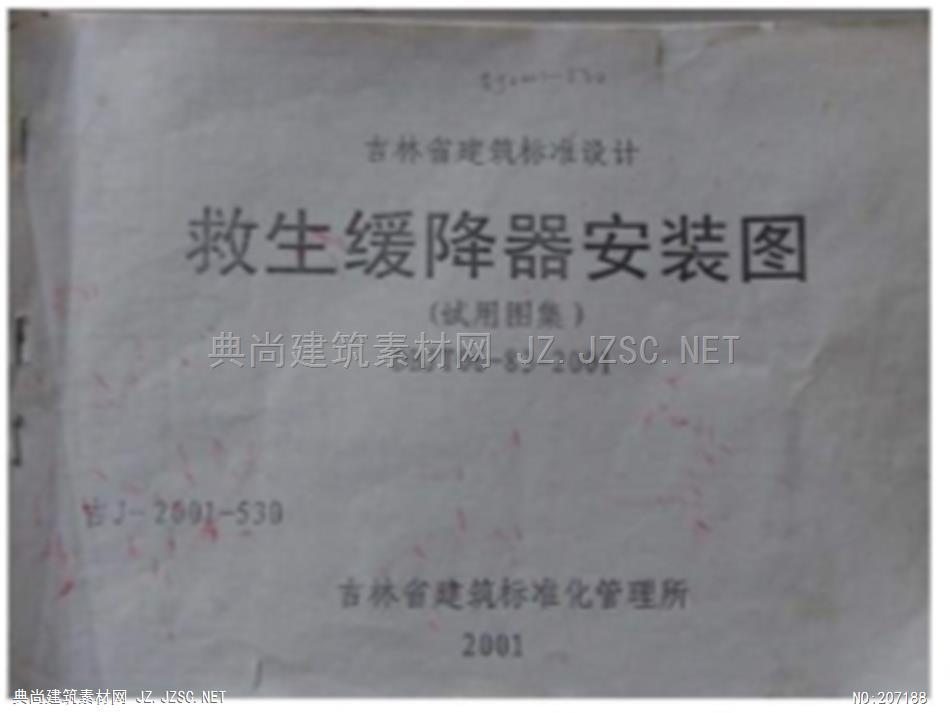 吉林省建筑标准设计
救生缓降器安装图
(试用图集)
典尚建筑素材网 JZ.JZSC.NET
吉J-2001-530
吉林省建筑标准化管理所
2001
典尚建筑素材网 JZ.JZSC.NET
NO:207188